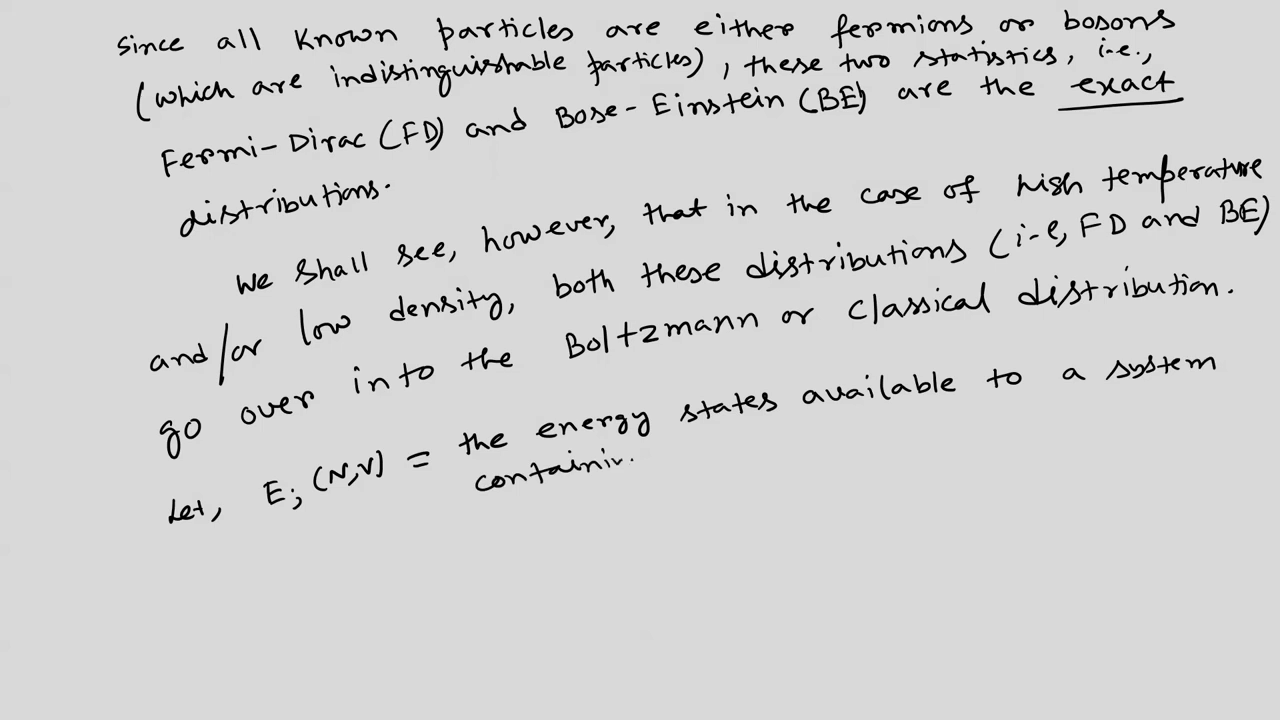 since all known particles are either fermions or bosons
(which are indistinguishable particles), these two statistics, i.e.,
Fermi-Dirac (FD) and Bose-Einstein (BE) are the exact
distributions.
We shall see, however, that in the case of high temperature
and/or low density, both these distributions (i-e, FD and BE)
go over into the Boltzmann or classical distribution.
Let, Ej (N,V) = the energy states available to a system